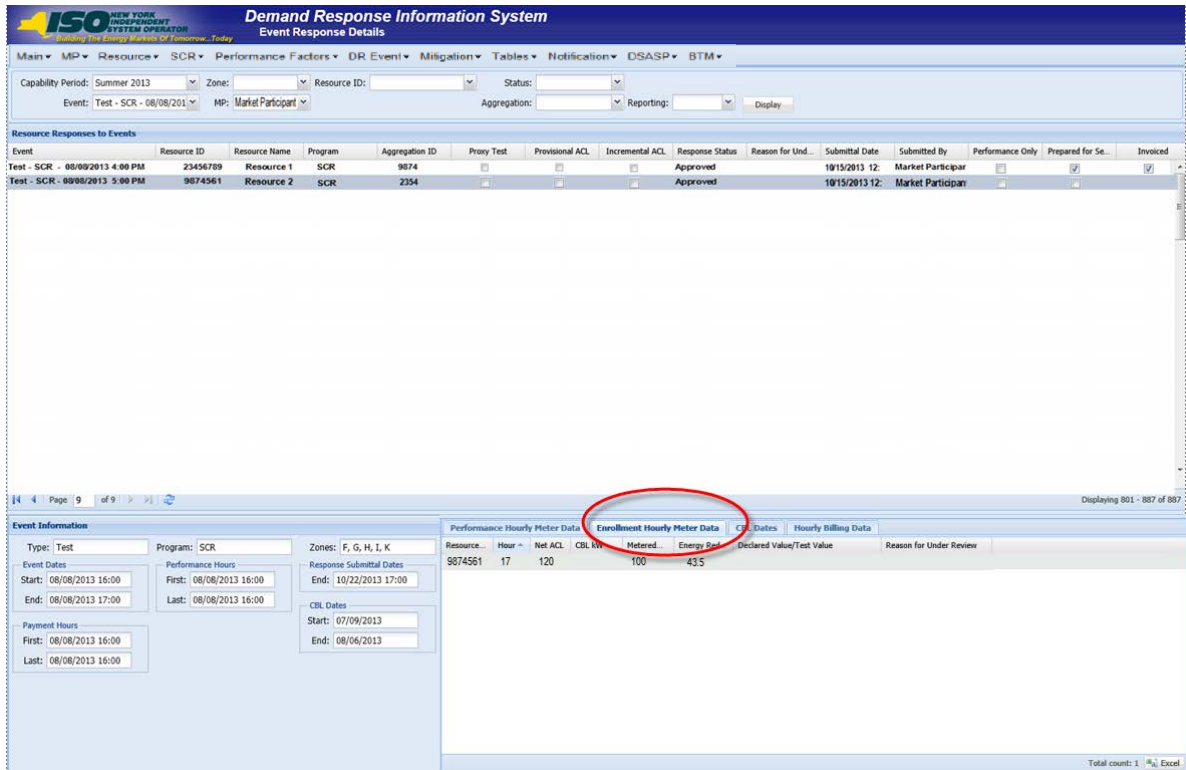 NEW YORK
INDEPENDENT
SYSTEM OPERATOR
ISO
Building The Energy Markets Of Tomorrow...Today
Demand Response Information System
Event Response Details
Main MP Resource SCR Performance Factors DR Event Mitigation Tables Notification DSASP BTM
Capability Period: Summer 2013 Zone: Resource ID: Status:
Event: Test - SCR - 08/08/201 MP: Market Participant Aggregation: Reporting: Display
Resource Responses to Events
Event Resource ID Resource Name Program Aggregation ID Proxy Test Provisional ACL Incremental ACL Response Status Reason for Und... Submittal Date Submitted By Performance Only Prepared for Se... Invoiced
Test - SCR - 08/08/2013 4:00 PM 23456789 Resource 1 SCR 9874 Approved 10/15/2013 12: Market Participar
Test - SCR - 08/08/2013 5:00 PM 9874561 Resource 2 SCR 2354 Approved 10/15/2013 12: Market Participan
Page 9 of 9 Displaying 801 - 887 of 887
Event Information
Type: Test Program: SCR Zones: F, G, H, I, K
Event Dates Performance Hours Response Submittal Dates
Start: 08/08/2013 16:00 First: 08/08/2013 16:00 End: 10/22/2013 17:00
End: 08/08/2013 17:00 Last: 08/08/2013 16:00
CBL Dates
Start: 07/09/2013
Payment Hours
First: 08/08/2013 16:00 End: 08/06/2013
Last: 08/08/2013 16:00
Performance Hourly Meter Data Enrollment Hourly Meter Data CBL Dates Hourly Billing Data
Resource... Hour Net ACL CBL kW Metered... Energy Red... Declared Value/Test Value Reason for Under Review
9874561 17 120 100 43.5
Total count: 1 Excel